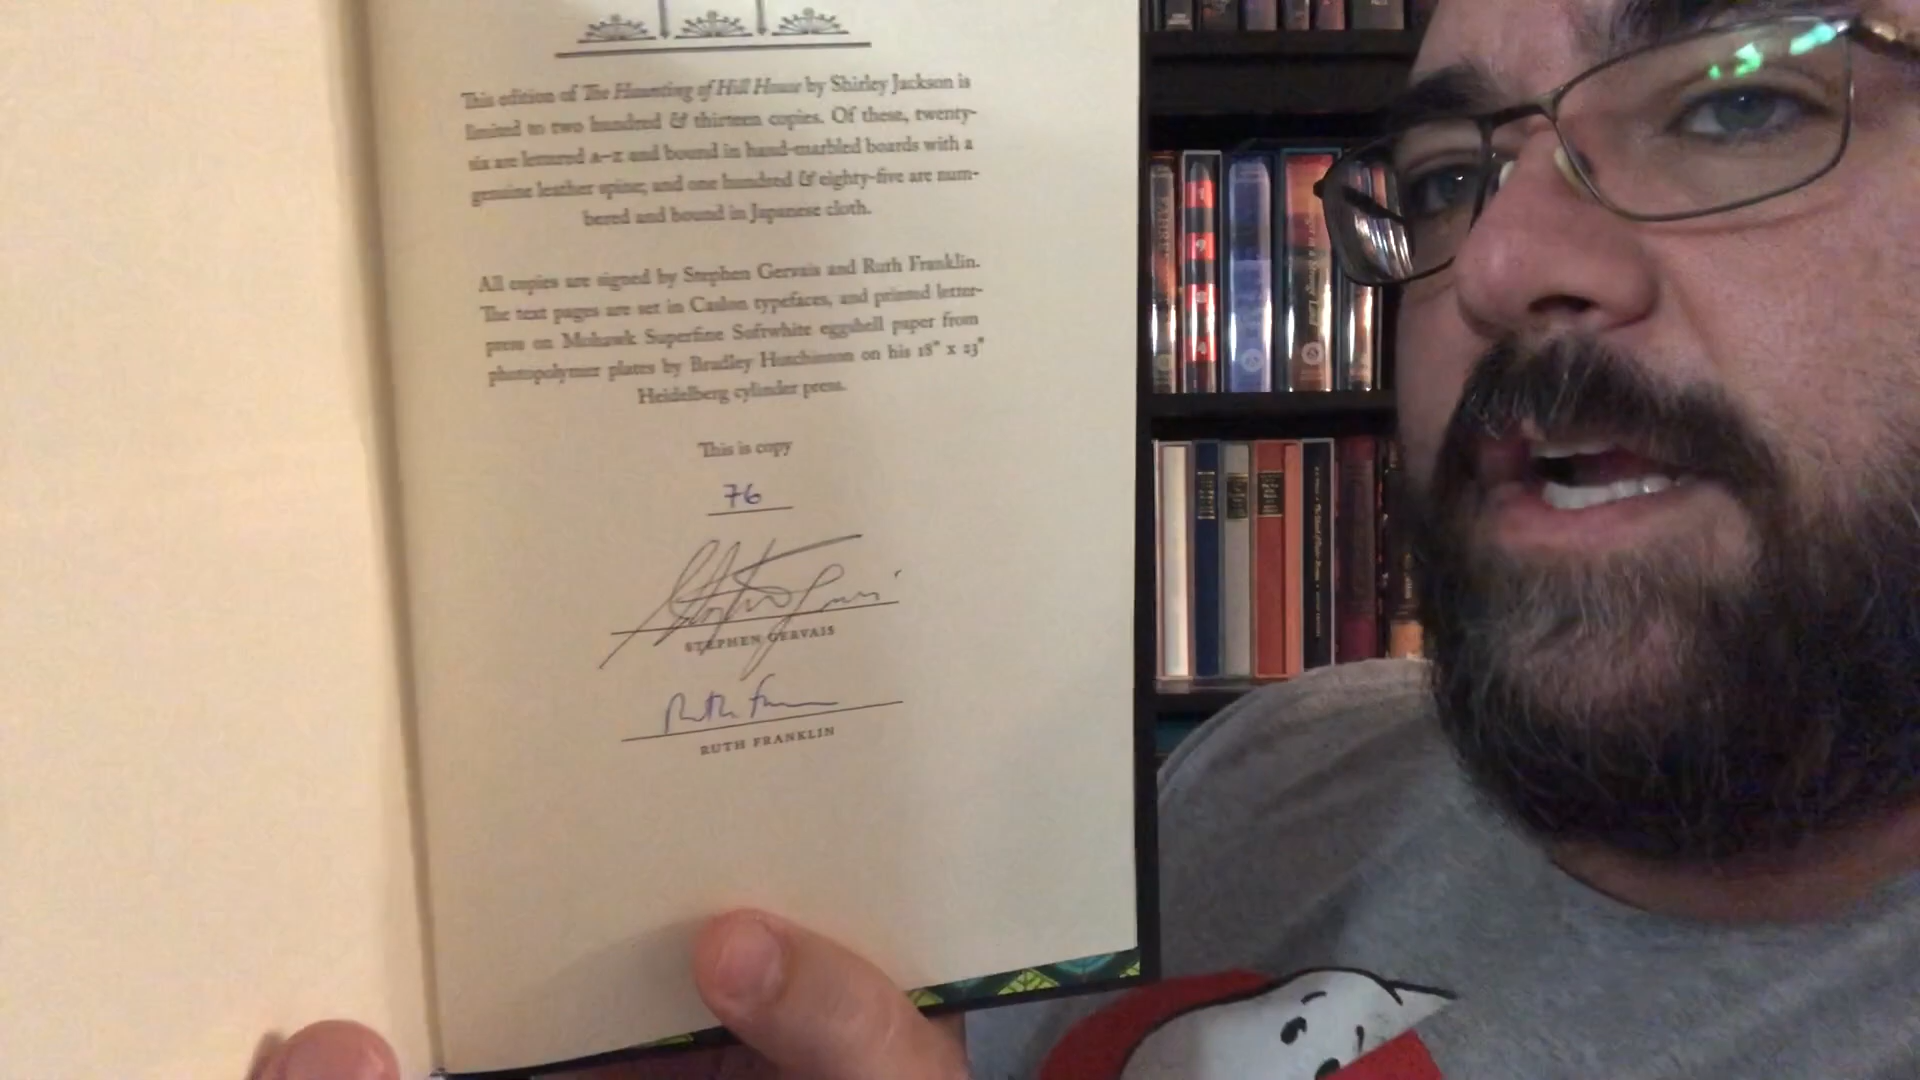 This edition of The Haunting of Hill House by Shirley Jackson is
limited to two hundred & thirteen copies. Of these, twenty-
six are lettered A–Z and bound in hand-marbled boards with a
genuine leather spine; and one hundred & eighty-five are num-
bered and bound in Japanese cloth.
All copies are signed by Stephen Gervais and Ruth Franklin.
The text pages are set in Caslon typefaces, and printed letter-
press on Mohawk Superfine Softwhite eggshell paper from
photopolymer plates by Bradley Hutchinson on his 18" x 23"
Heidelberg cylinder press.
This is copy
76
STEPHEN GERVAIS
Ruth Franklin
RUTH FRANKLIN